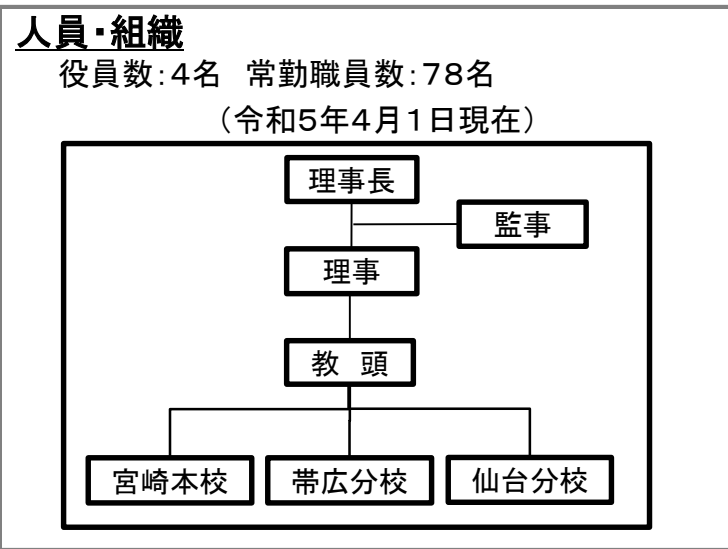 人員・組織
役員数：４名 常勤職員数：７８名
（令和５年４月１日現在）
理事長
監事
理事
教 頭
宮崎本校 帯広分校 仙台分校